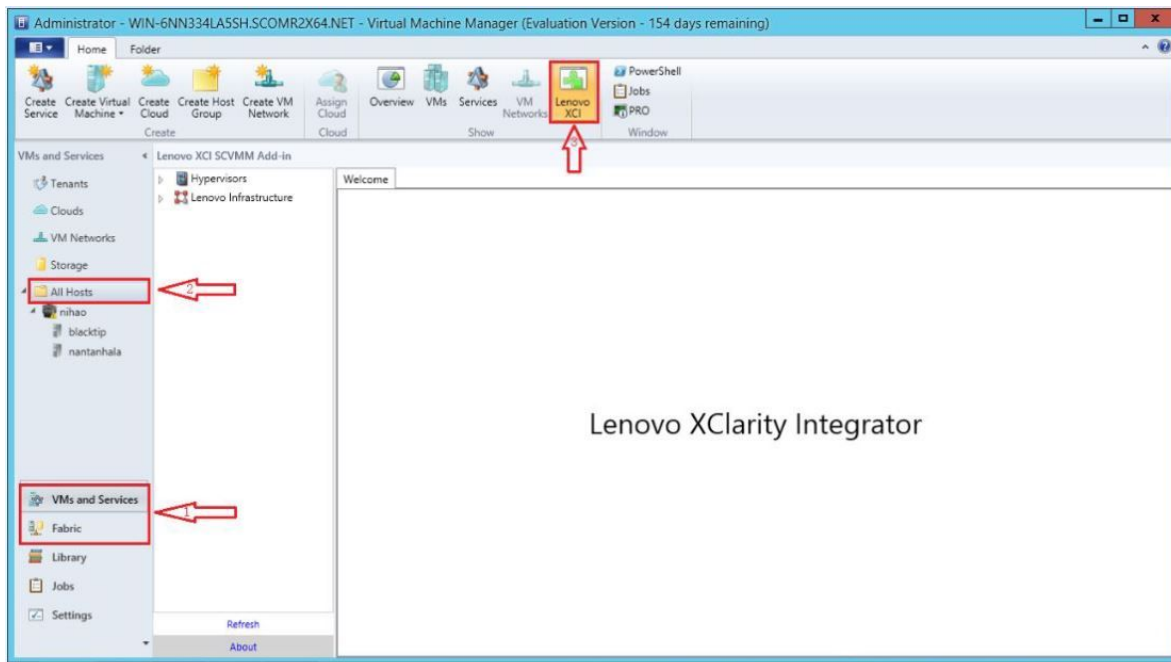 Administrator - WIN-6NN334LA5SH.SCOMR2X64.NET - Virtual Machine Manager (Evaluation Version - 154 days remaining)
Home Folder
Create Service
Create Virtual Machine
Create Cloud
Create Host Group
Create VM Network
Assign Cloud
Overview
VMs
Services
VM Networks
Lenovo XCI
PowerShell
Jobs
PRO
Create
Cloud
Show
Window
3
VMs and Services
Lenovo XCI SCVMM Add-in
Tenants
Clouds
VM Networks
Storage
All Hosts
nihao
blacktip
nantanhala
2
Hypervisors
Lenovo Infrastructure
Welcome
Lenovo XClarity Integrator
VMs and Services
1
Fabric
Library
Jobs
Settings
Refresh
About